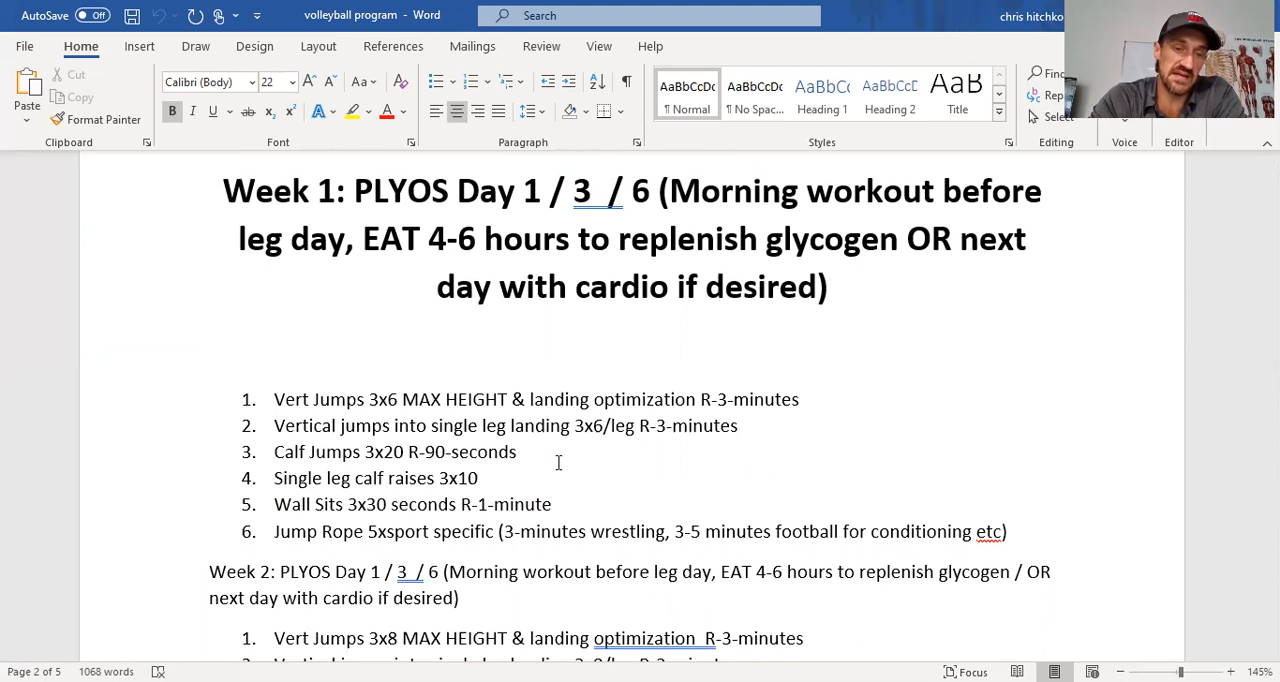 AutoSave Off volleyball program - Word Search chris hitchko
File Home Insert Draw Design Layout References Mailings Review View Help
Paste Cut Copy Format Painter Clipboard
Calibri (Body) 22 Aa
B I U ab x₂ x² A A Font
Paragraph
AaBbCcDc ¶ Normal AaBbCcDc ¶ No Spac... AaBbCc Heading 1 AaBbCcD Heading 2 AaB Title Styles
Editing Voice Editor
Week 1: PLYOS Day 1 / 3 / 6 (Morning workout before
leg day, EAT 4-6 hours to replenish glycogen OR next
day with cardio if desired)
1. Vert Jumps 3x6 MAX HEIGHT & landing optimization R-3-minutes
2. Vertical jumps into single leg landing 3x6/leg R-3-minutes
3. Calf Jumps 3x20 R-90-seconds
4. Single leg calf raises 3x10
5. Wall Sits 3x30 seconds R-1-minute
6. Jump Rope 5xsport specific (3-minutes wrestling, 3-5 minutes football for conditioning etc)
Week 2: PLYOS Day 1 / 3 / 6 (Morning workout before leg day, EAT 4-6 hours to replenish glycogen / OR
next day with cardio if desired)
1. Vert Jumps 3x8 MAX HEIGHT & landing optimization R-3-minutes
Page 2 of 5 1068 words Focus 145%